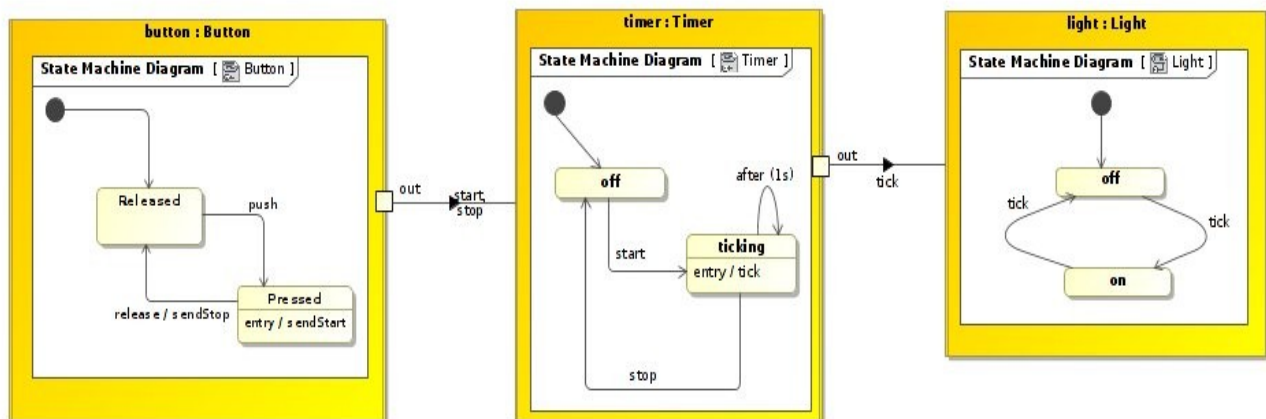 button : Button
State Machine Diagram [ Button ]
Released
push
Pressed
entry / sendStart
release / sendStop
out
start,
stop
timer : Timer
State Machine Diagram [ Timer ]
off
after (1s)
start
ticking
entry / tick
stop
out
tick
light : Light
State Machine Diagram [ Light ]
off
tick
tick
on